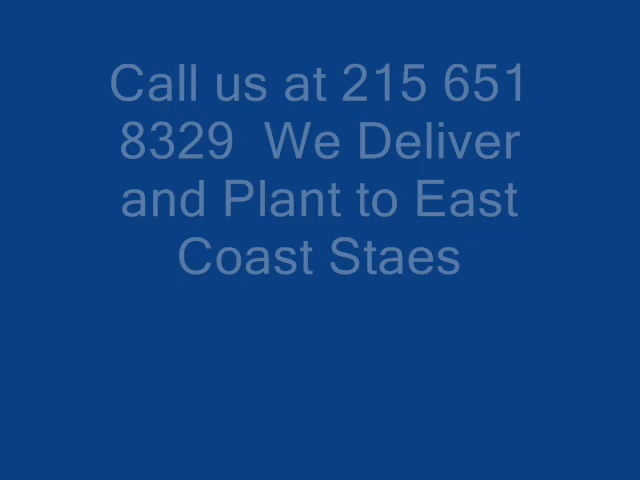 Call us at 215 651
8329  We Deliver
and Plant to East
Coast Staes